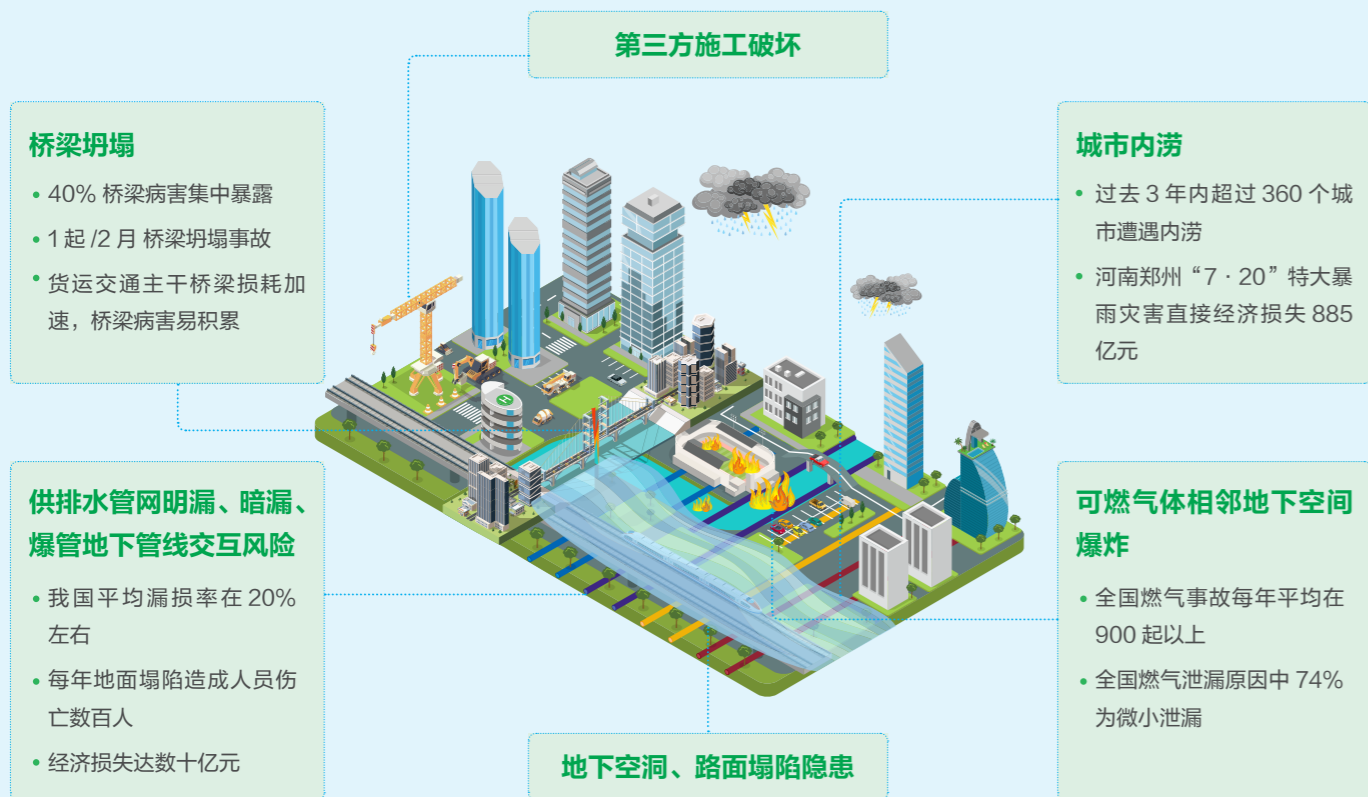 第三方施工破坏
桥梁坍塌
• 40% 桥梁病害集中暴露
• 1 起 /2 月 桥梁坍塌事故
• 货运交通主干桥梁损耗加
速，桥梁病害易积累
城市内涝
• 过去 3 年内超过 360 个城
市遭遇内涝
• 河南郑州“7 · 20”特大暴
雨灾害直接经济损失 885
亿元
供排水管网明漏、暗漏、
爆管地下管线交互风险
• 我国平均漏损率在 20%
左右
• 每年地面塌陷造成人员伤
亡数百人
• 经济损失达数十亿元
可燃气体相邻地下空间
爆炸
• 全国燃气事故每年平均在
900 起以上
• 全国燃气泄漏原因中 74%
为微小泄漏
地下空洞、路面塌陷隐患
H